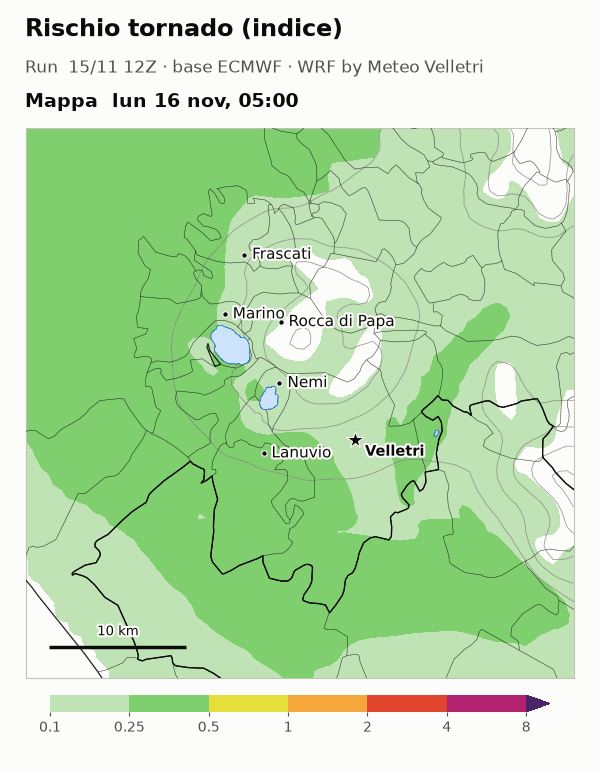 Rischio tornado (indice)
Run  15/11 12Z · base ECMWF · WRF by Meteo Velletri
Mappa  lun 16 nov, 05:00
Frascati
Marino
Rocca di Papa
Nemi
Velletri
Lanuvio
10 km
0.1 0.25 0.5 1 2 4 8